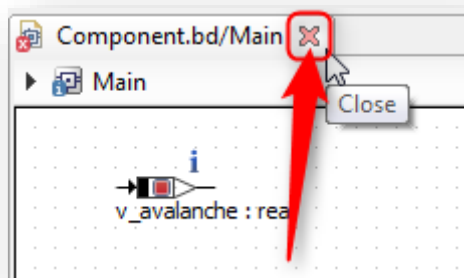 Component.bd/Main
Main
Close
i
v_avalanche : rea